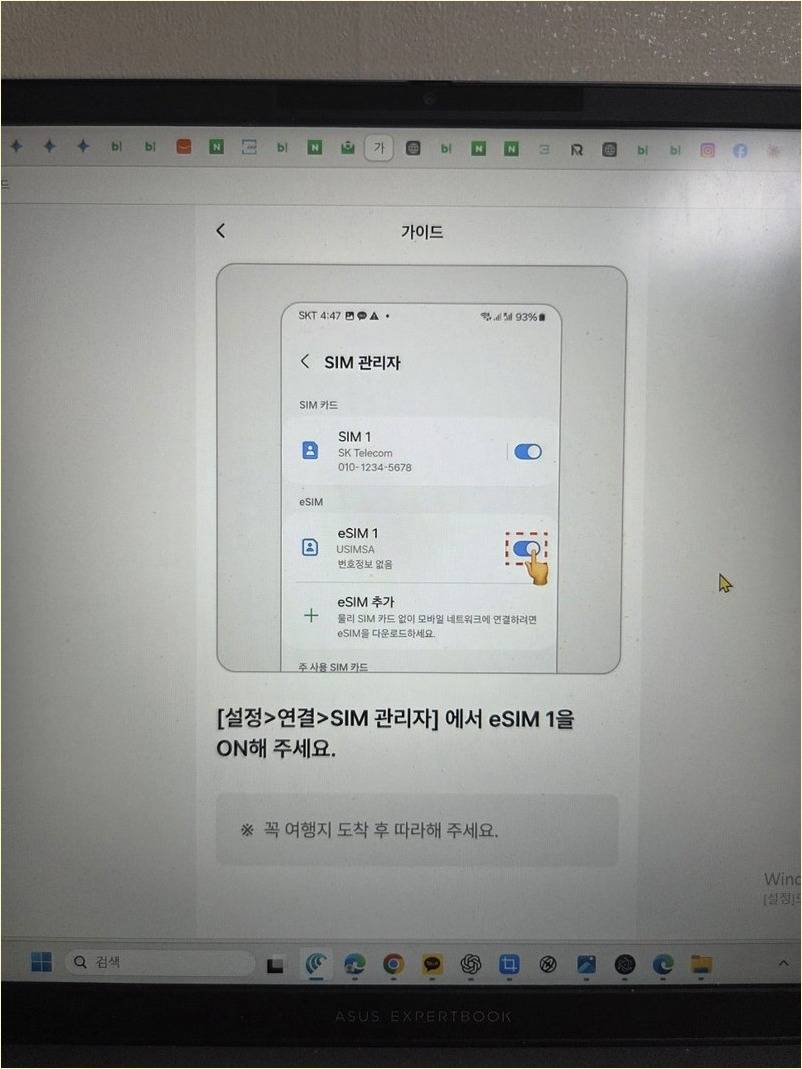 가
가이드
SKT 4:47
93%
SIM 관리자
SIM 카드
SIM 1
SK Telecom
010-1234-5678
eSIM
eSIM 1
USIMSA
번호정보 없음
eSIM 추가
물리 SIM 카드 없이 모바일 네트워크에 연결하려면
eSIM을 다운로드하세요.
주 사용 SIM 카드
[설정>연결>SIM 관리자] 에서 eSIM 1을
ON해 주세요.
※ 꼭 여행지 도착 후 따라해 주세요.
Wind
[설정]
검색
ASUS EXPERTBOOK